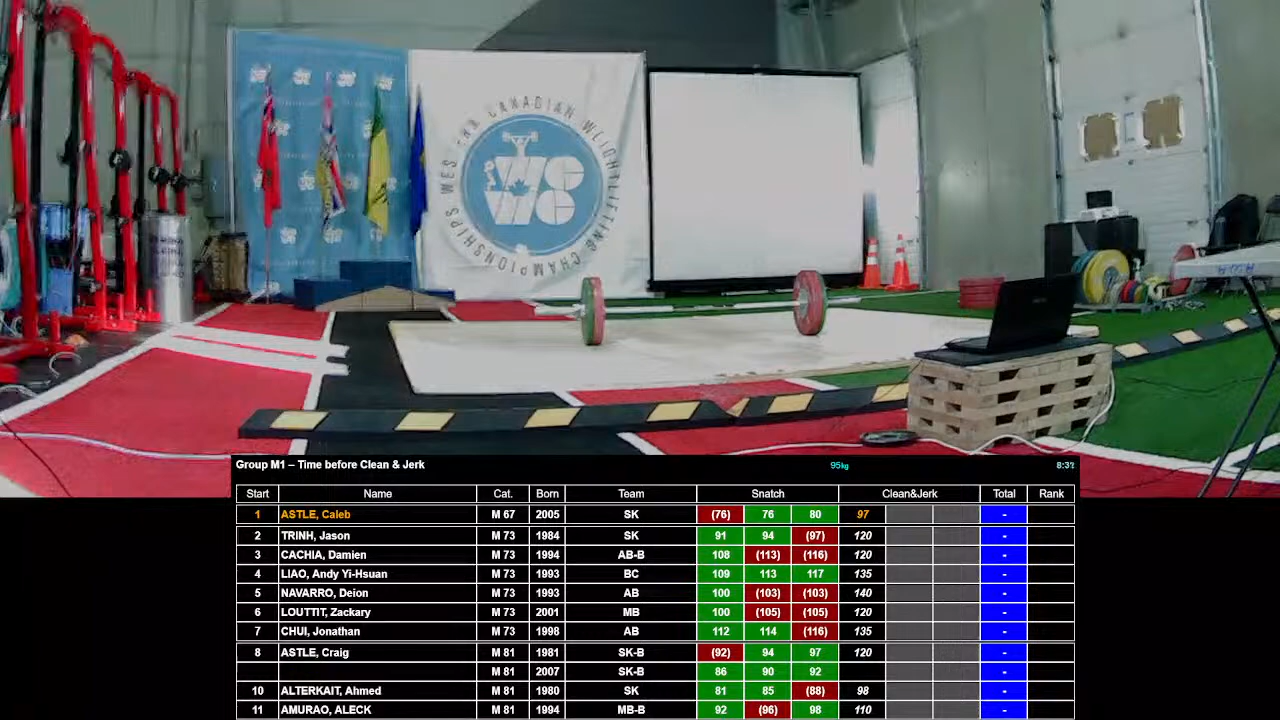 WESTERN CANADIAN WEIGHTLIFTING CHAMPIONSHIPS
WC
WC
Group M1 – Time before Clean & Jerk 95kg
Start Name Cat. Born Team Snatch Clean&Jerk Total Rank
1 ASTLE, Caleb M 67 2005 SK (76) 76 80 97 -
2 TRINH, Jason M 73 1984 SK 91 94 (97) 120 -
3 CACHIA, Damien M 73 1994 AB-B 108 (113) (116) 120 -
4 LIAO, Andy Yi-Hsuan M 73 1993 BC 109 113 117 135 -
5 NAVARRO, Deion M 73 1993 AB 100 (103) (103) 140 -
6 LOUTTIT, Zackary M 73 2001 MB 100 (105) (105) 120 -
7 CHUI, Jonathan M 73 1998 AB 112 114 (116) 135 -
8 ASTLE, Craig M 81 1981 SK-B (92) 94 97 120 -
M 81 2007 SK-B 86 90 92 -
10 ALTERKAIT, Ahmed M 81 1980 SK 81 85 (88) 98 -
11 AMURAO, ALECK M 81 1994 MB-B 92 (96) 98 110 -